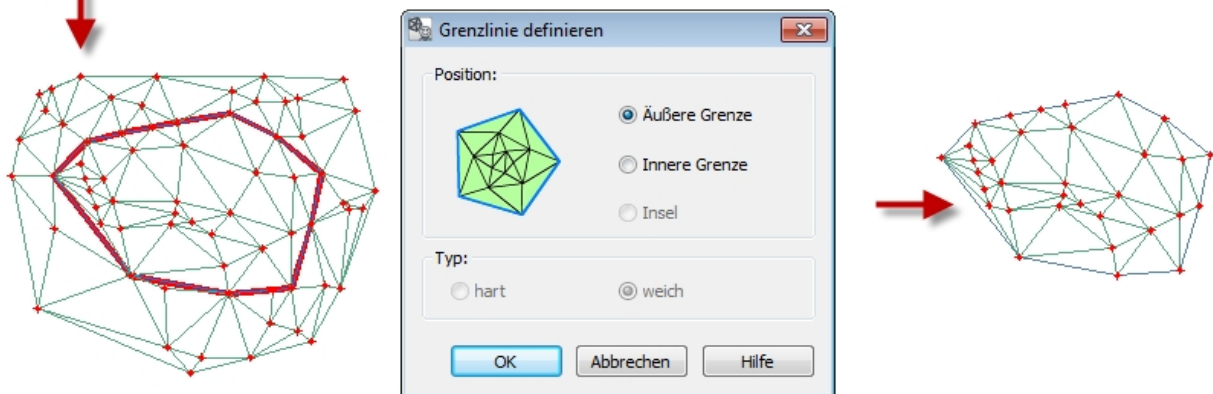 Grenzlinie definieren
Position:
Äußere Grenze
Innere Grenze
Insel
Typ:
hart
weich
OK
Abbrechen
Hilfe